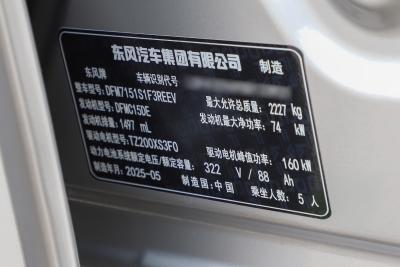 东风汽车集团有限公司 制造
东风牌 车辆识别代号
整车型号: DFM7151S1F3REEV 最大允许总质量: 2227 kg
发动机型号: DFMC15DE 发动机最大净功率: 74 kW
发动机排量: 1497 mL
驱动电机型号: TZ200XS3F0 驱动电机峰值功率: 160 kW
动力电池系统额定电压/额定容量: 322 V / 88 Ah
制造年月: 2025-05 制造国: 中国 乘坐人数: 5 人